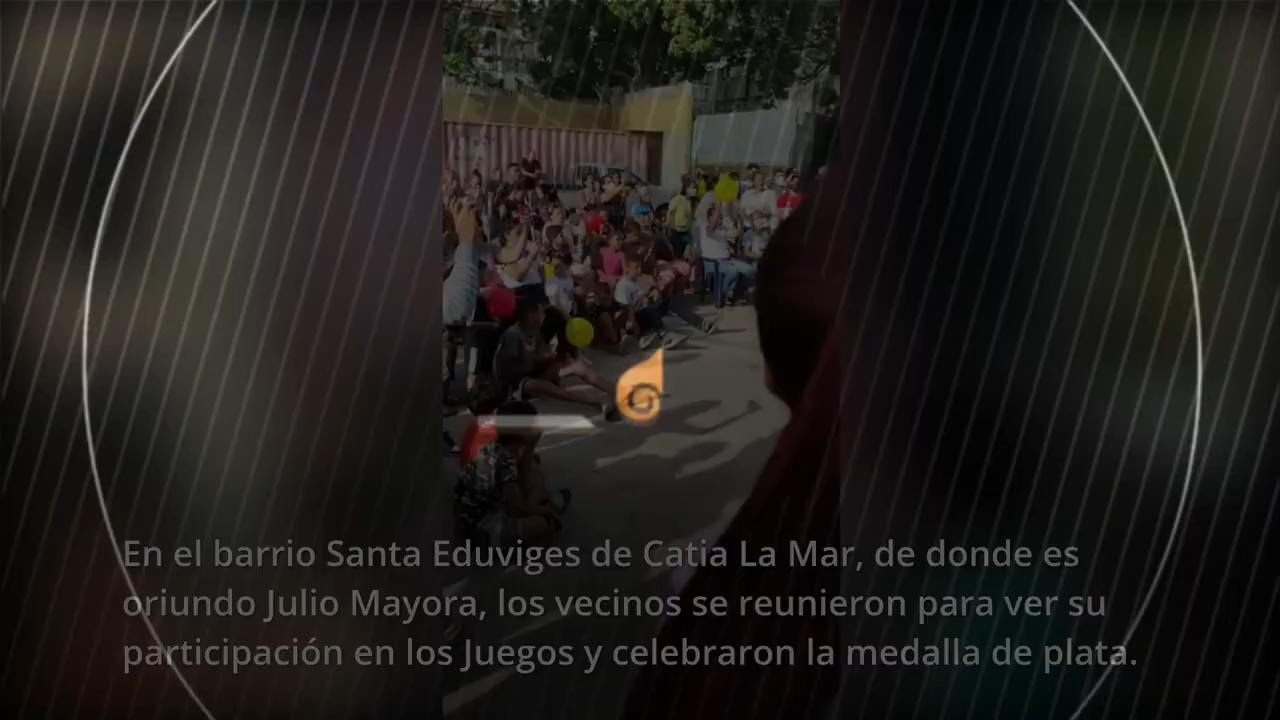 En el barrio Santa Eduviges de Catia La Mar, de donde es
oriundo Julio Mayora, los vecinos se reunieron para ver su
participación en los Juegos y celebraron la medalla de plata.